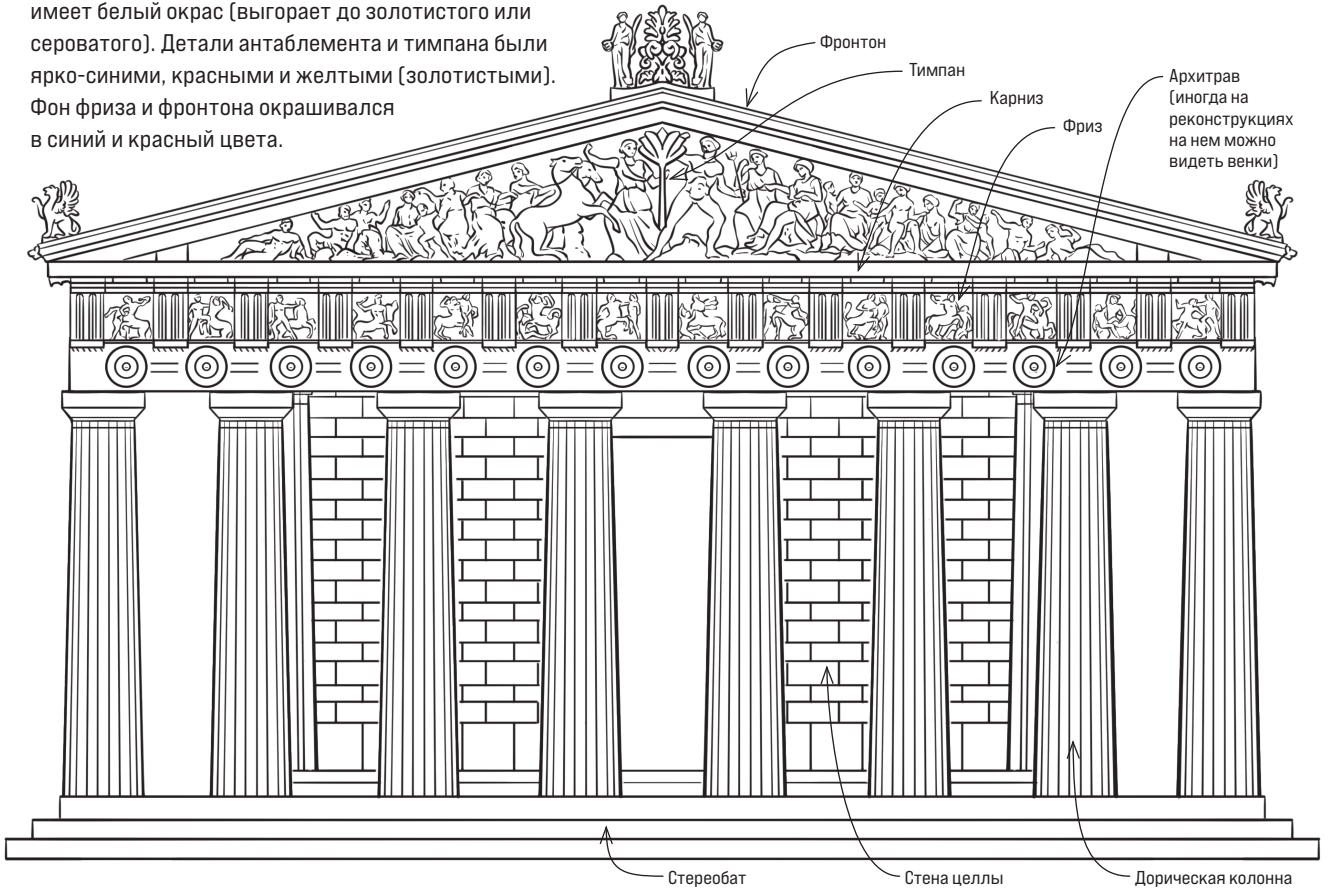 имеет белый окрас (выгорает до золотистого или
сероватого). Детали антаблемента и тимпана были
ярко-синими, красными и желтыми (золотистыми).
Фон фриза и фронтона окрашивался
в синий и красный цвета.
Фронтон
Тимпан
Карниз
Фриз
Архитрав
(иногда на
реконструкциях
на нем можно
видеть венки)
Стереобат
Стена целлы
Дорическая колонна